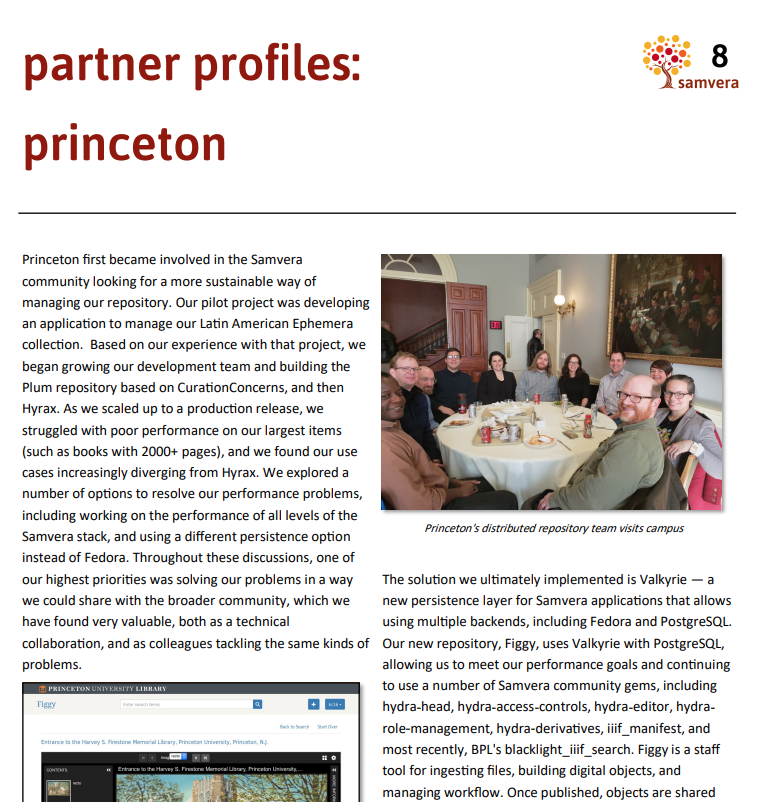 partner profiles:
princeton
8
samvera
Princeton first became involved in the Samvera
community looking for a more sustainable way of
managing our repository. Our pilot project was developing
an application to manage our Latin American Ephemera
collection.  Based on our experience with that project, we
began growing our development team and building the
Plum repository based on CurationConcerns, and then
Hyrax. As we scaled up to a production release, we
struggled with poor performance on our largest items
(such as books with 2000+ pages), and we found our use
cases increasingly diverging from Hyrax. We explored a
number of options to resolve our performance problems,
including working on the performance of all levels of the
Samvera stack, and using a different persistence option
instead of Fedora. Throughout these discussions, one of
our highest priorities was solving our problems in a way
we could share with the broader community, which we
have found very valuable, both as a technical
collaboration, and as colleagues tackling the same kinds of
problems.
PRINCETON UNIVERSITY LIBRARY
Figgy
Enter search terms
Back to Search Start Over
Entrance to the Harvey S. Firestone Memorial Library, Princeton University, Princeton, N.J.
CONTENTS
Entrance to the Harvey S. Firestone Memorial Library, Princeton University,...
Princeton's distributed repository team visits campus
The solution we ultimately implemented is Valkyrie — a
new persistence layer for Samvera applications that allows
using multiple backends, including Fedora and PostgreSQL.
Our new repository, Figgy, uses Valkyrie with PostgreSQL,
allowing us to meet our performance goals and continuing
to use a number of Samvera community gems, including
hydra-head, hydra-access-controls, hydra-editor, hydra-
role-management, hydra-derivatives, iiif_manifest, and
most recently, BPL's blacklight_iiif_search. Figgy is a staff
tool for ingesting files, building digital objects, and
managing workflow. Once published, objects are shared